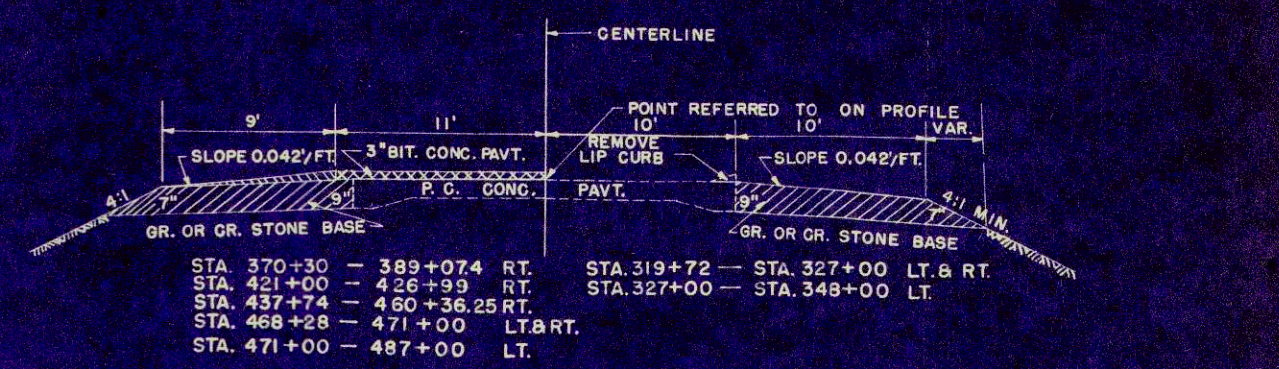 CENTERLINE
POINT REFERRED TO ON PROFILE
9' 11' 10' 10' VAR.
REMOVE
LIP CURB
SLOPE 0.042'/FT. 3" BIT. CONC. PAVT. SLOPE 0.042'/FT.
4:1 7" 9" P. C. CONC. PAVT. 9" 7" 4:1 MIN.
GR. OR CR. STONE BASE GR. OR CR. STONE BASE
STA. 370+30 — 389+07.4 RT. STA. 319+72 — STA. 327+00 LT. & RT.
STA. 421+00 — 426+99 RT. STA. 327+00 — STA. 348+00 LT.
STA. 437+74 — 460+36.25 RT.
STA. 468+28 — 471+00 LT. & RT.
STA. 471+00 — 487+00 LT.